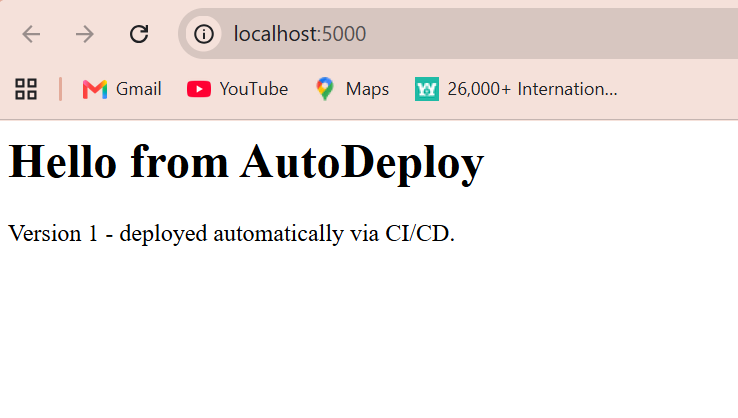 localhost:5000
Gmail YouTube Maps 26,000+ Internation...
Hello from AutoDeploy
Version 1 - deployed automatically via CI/CD.